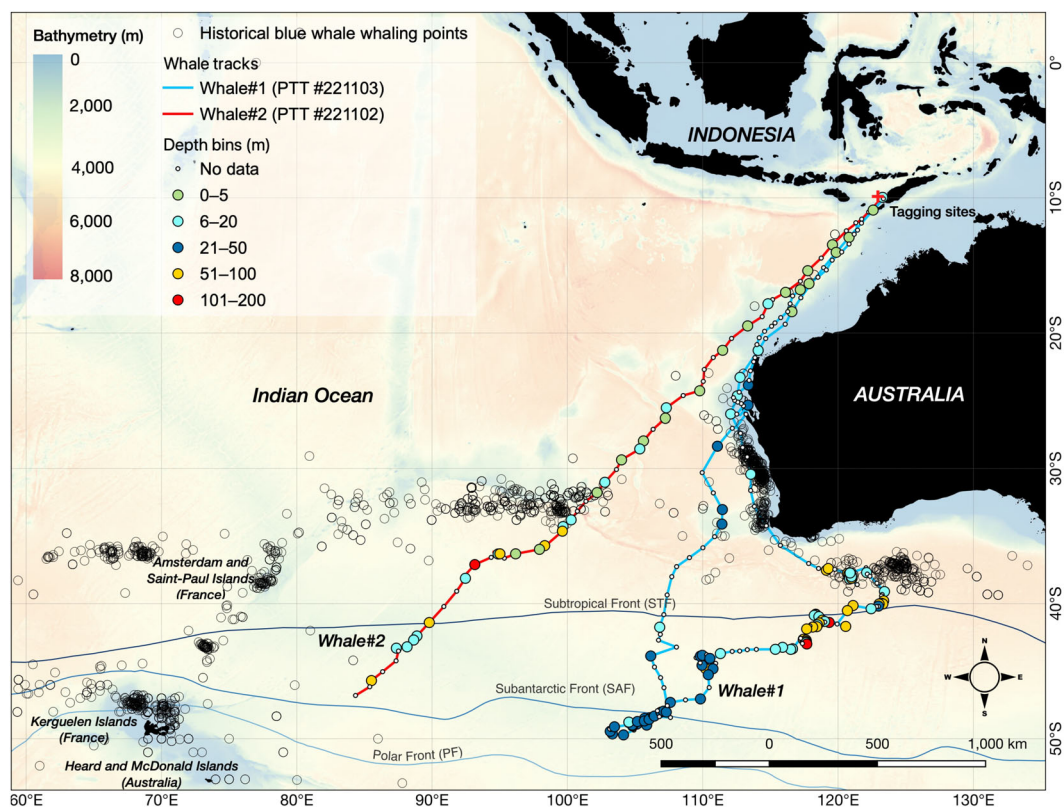 Bathymetry (m)
0
2,000
4,000
6,000
8,000
Historical blue whale whaling points
Whale tracks
Whale#1 (PTT #221103)
Whale#2 (PTT #221102)
Depth bins (m)
No data
0–5
6–20
21–50
51–100
101–200
INDONESIA
Tagging sites
Indian Ocean
AUSTRALIA
Amsterdam and
Saint-Paul Islands
(France)
Subtropical Front (STF)
Whale#2
Whale#1
Subantarctic Front (SAF)
Kerguelen Islands
(France)
Polar Front (PF)
Heard and McDonald Islands
(Australia)
N
W
E
S
500
0
500
1,000 km
0°
10°S
20°S
30°S
40°S
50°S
60°E
70°E
80°E
90°E
100°E
110°E
120°E
130°E